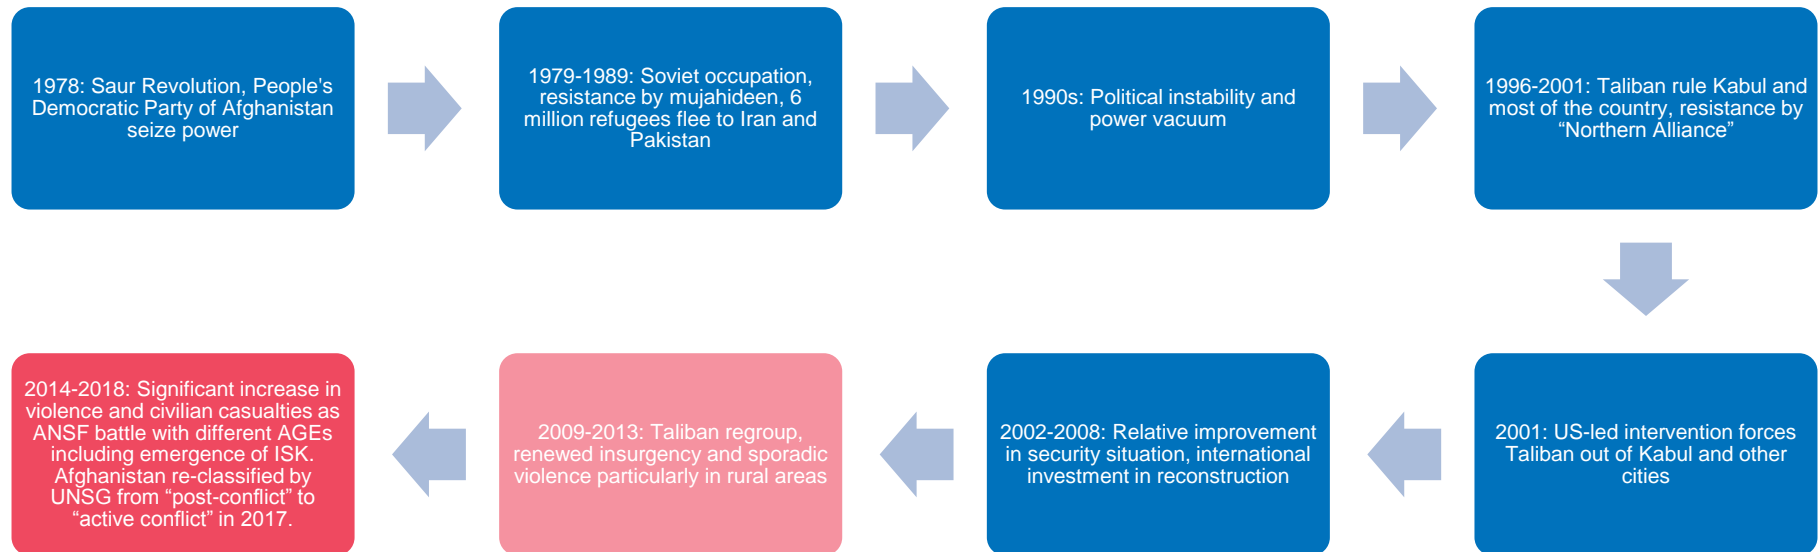 1978: Saur Revolution, People's
Democratic Party of Afghanistan
seize power
1979-1989: Soviet occupation,
resistance by mujahideen, 6
million refugees flee to Iran and
Pakistan
1990s: Political instability and
power vacuum
1996-2001: Taliban rule Kabul and
most of the country, resistance by
“Northern Alliance”
2001: US-led intervention forces
Taliban out of Kabul and other
cities
2002-2008: Relative improvement
in security situation, international
investment in reconstruction
2009-2013: Taliban regroup,
renewed insurgency and sporadic
violence particularly in rural areas
2014-2018: Significant increase in
violence and civilian casualties as
ANSF battle with different AGEs
including emergence of ISK.
Afghanistan re-classified by
UNSG from “post-conflict” to
“active conflict” in 2017.